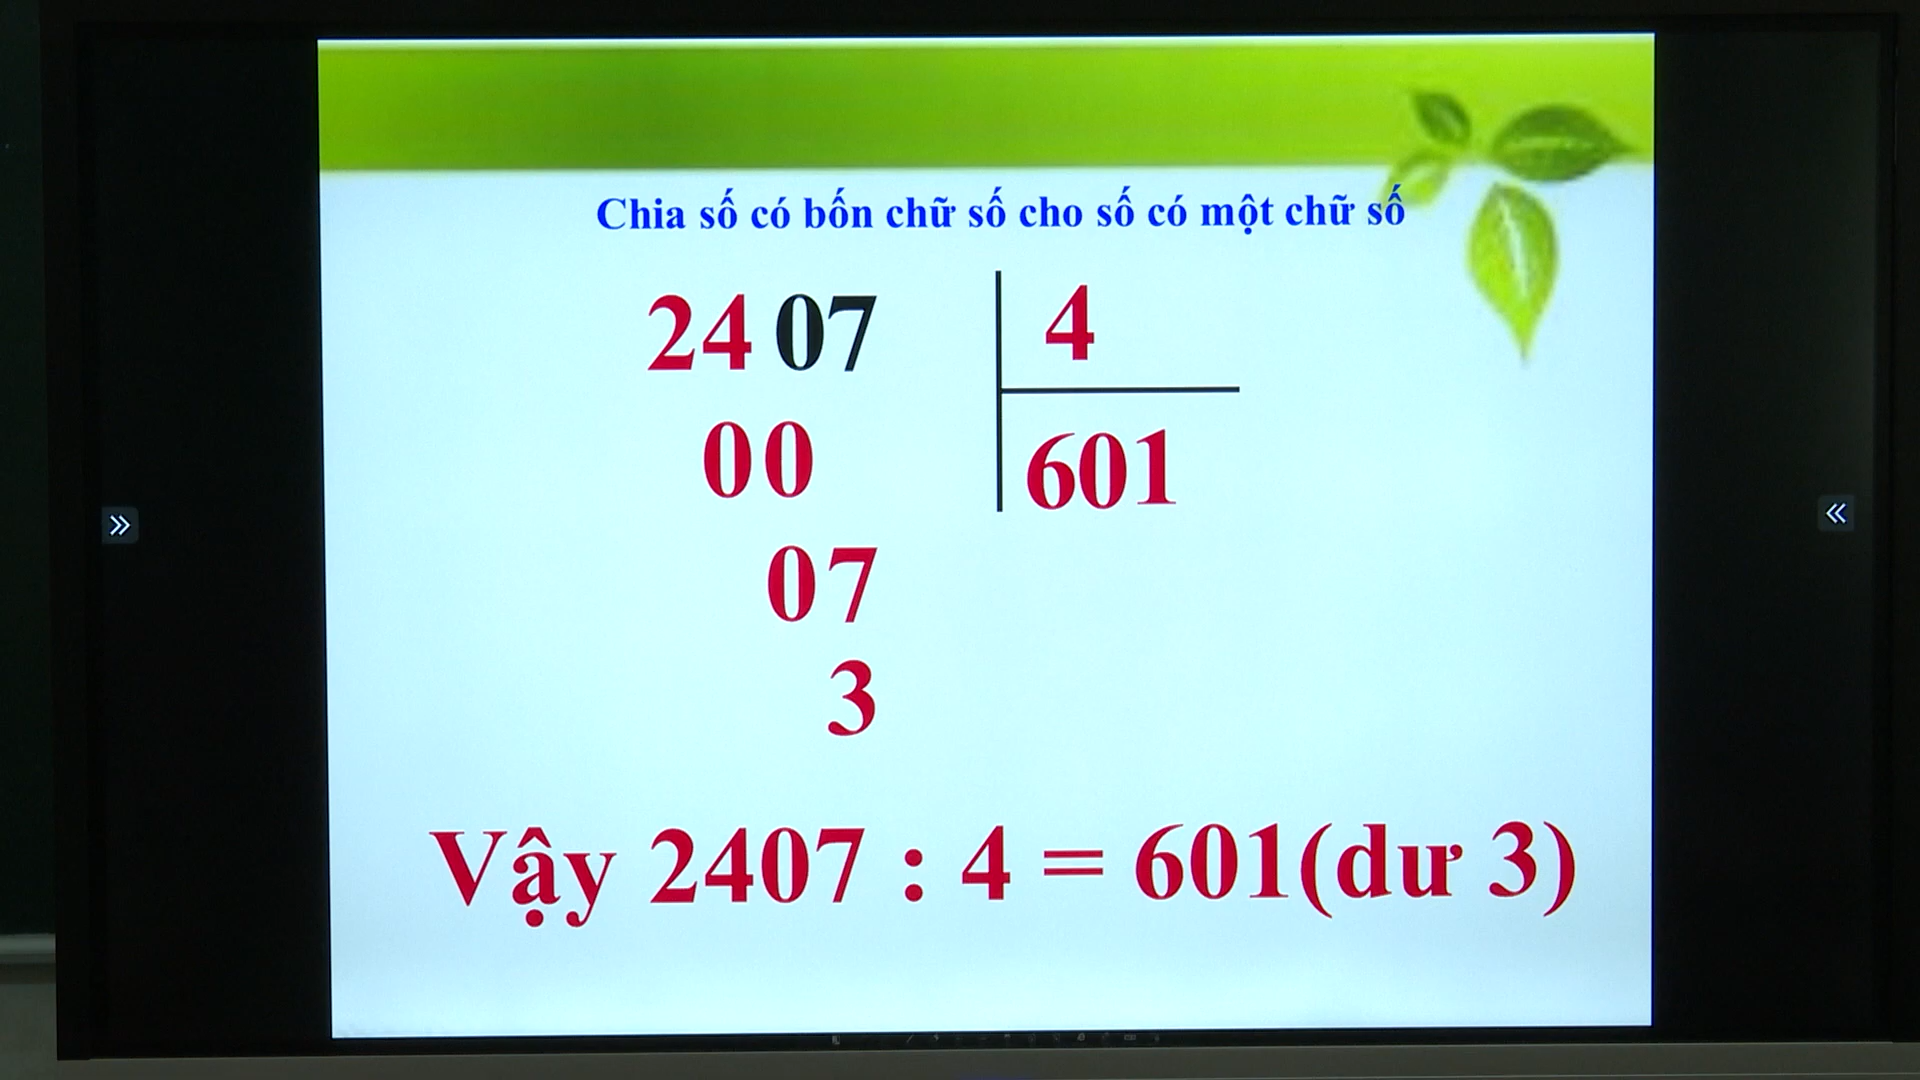 Chia số có bốn chữ số cho số có một chữ số
2407 4
00 601
07
3
Vậy 2407 : 4 = 601(dư 3)